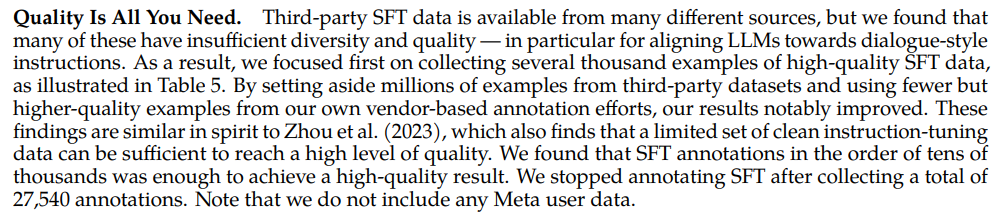 Quality Is All You Need. Third-party SFT data is available from many different sources, but we found that
many of these have insufficient diversity and quality — in particular for aligning LLMs towards dialogue-style
instructions. As a result, we focused first on collecting several thousand examples of high-quality SFT data,
as illustrated in Table 5. By setting aside millions of examples from third-party datasets and using fewer but
higher-quality examples from our own vendor-based annotation efforts, our results notably improved. These
findings are similar in spirit to Zhou et al. (2023), which also finds that a limited set of clean instruction-tuning
data can be sufficient to reach a high level of quality. We found that SFT annotations in the order of tens of
thousands was enough to achieve a high-quality result. We stopped annotating SFT after collecting a total of
27,540 annotations. Note that we do not include any Meta user data.